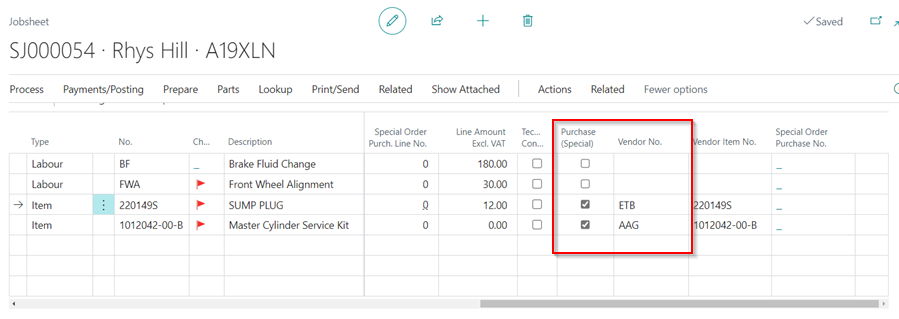 Jobsheet
Saved
SJ000054 · Rhys Hill · A19XLN
Process Payments/Posting Prepare Parts Lookup Print/Send Related Show Attached Actions Related Fewer options
Type No. Ch... Description Special Order Purch. Line No. Line Amount Excl. VAT Tec... Con... Purchase (Special) Vendor No. Vendor Item No. Special Order Purchase No.
Labour BF _ Brake Fluid Change 0 180.00 _
Labour FWA Front Wheel Alignment 0 30.00 _
Item 220149S SUMP PLUG 0 12.00 ETB 220149S _
Item 1012042-00-B Master Cylinder Service Kit 0 0.00 AAG 1012042-00-B _